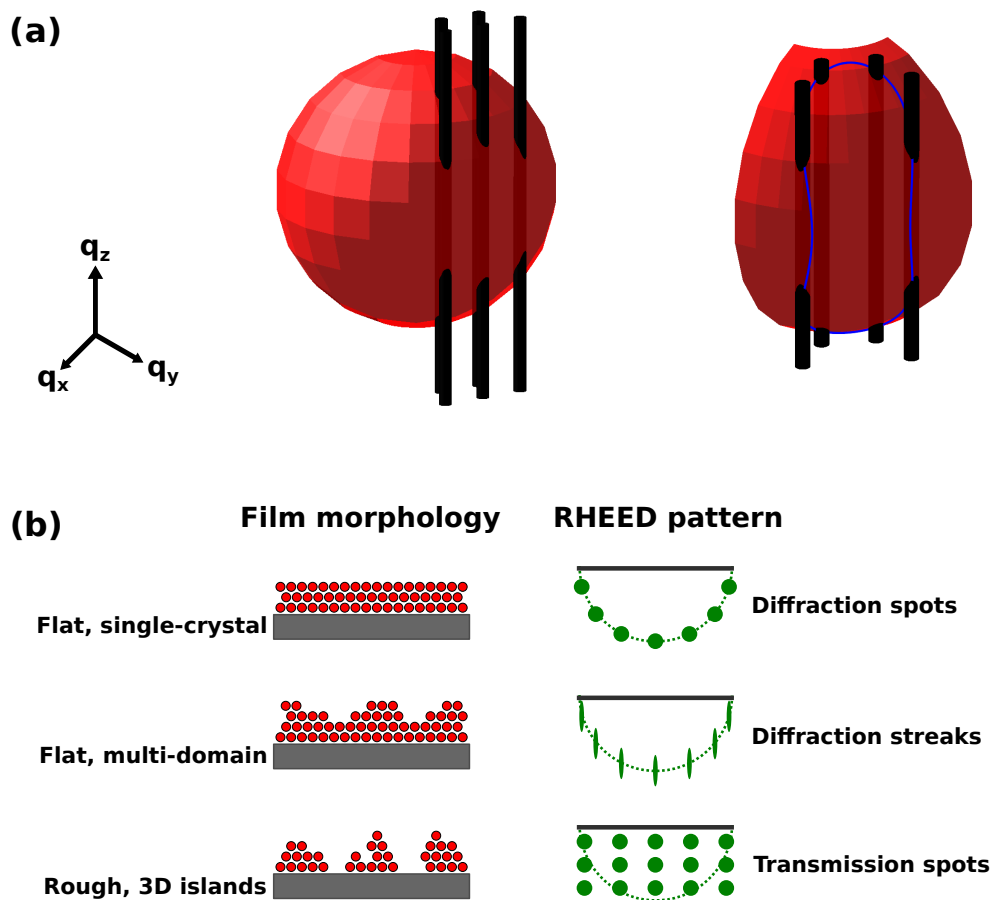 (a)
q_z
q_x
q_y
(b)
Film morphology
RHEED pattern
Flat, single-crystal
Diffraction spots
Flat, multi-domain
Diffraction streaks
Rough, 3D islands
Transmission spots